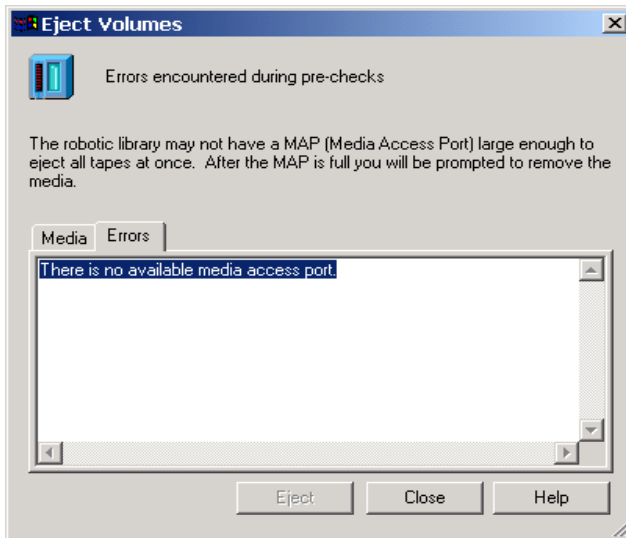 Eject Volumes
Errors encountered during pre-checks
The robotic library may not have a MAP (Media Access Port) large enough to
eject all tapes at once.  After the MAP is full you will be prompted to remove the
media.
Media Errors
There is no available media access port.
Eject Close Help